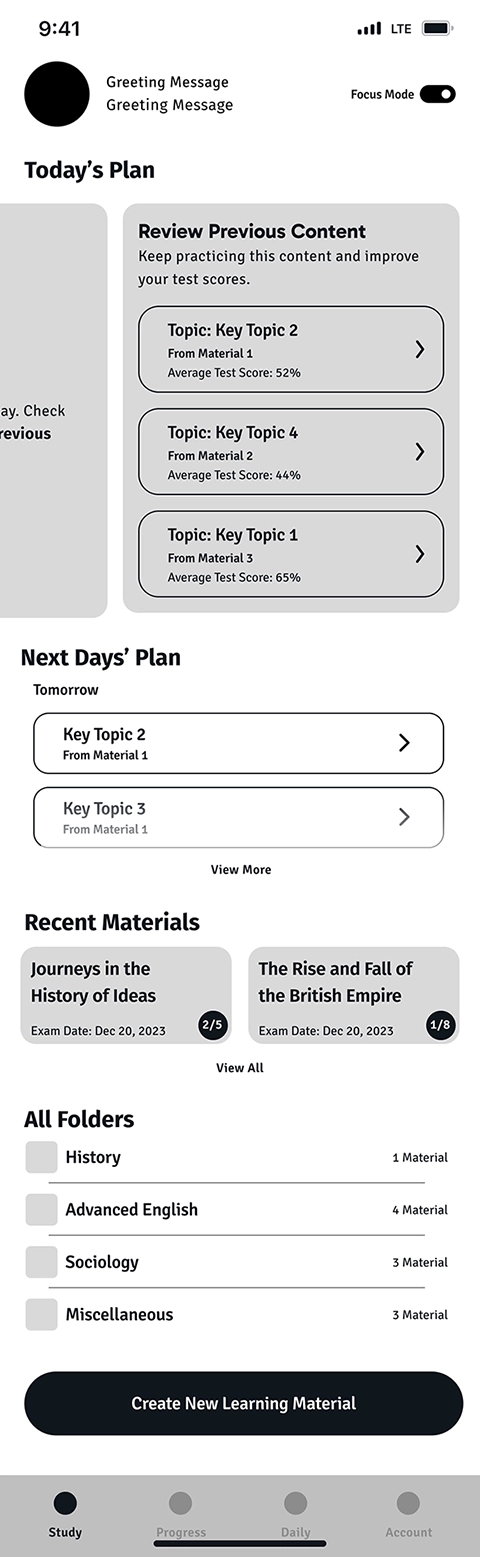 9:41
LTE
Greeting Message
Greeting Message
Focus Mode
Today’s Plan
ay. Check
revious
Review Previous Content
Keep practicing this content and improve
your test scores.
Topic: Key Topic 2
From Material 1
Average Test Score: 52%
Topic: Key Topic 4
From Material 2
Average Test Score: 44%
Topic: Key Topic 1
From Material 3
Average Test Score: 65%
Next Days’ Plan
Tomorrow
Key Topic 2
From Material 1
Key Topic 3
From Material 1
View More
Recent Materials
Journeys in the
History of Ideas
Exam Date: Dec 20, 2023
2/5
The Rise and Fall of
the British Empire
Exam Date: Dec 20, 2023
1/8
View All
All Folders
History
1 Material
Advanced English
4 Material
Sociology
3 Material
Miscellaneous
3 Material
Create New Learning Material
Study
Progress
Daily
Account